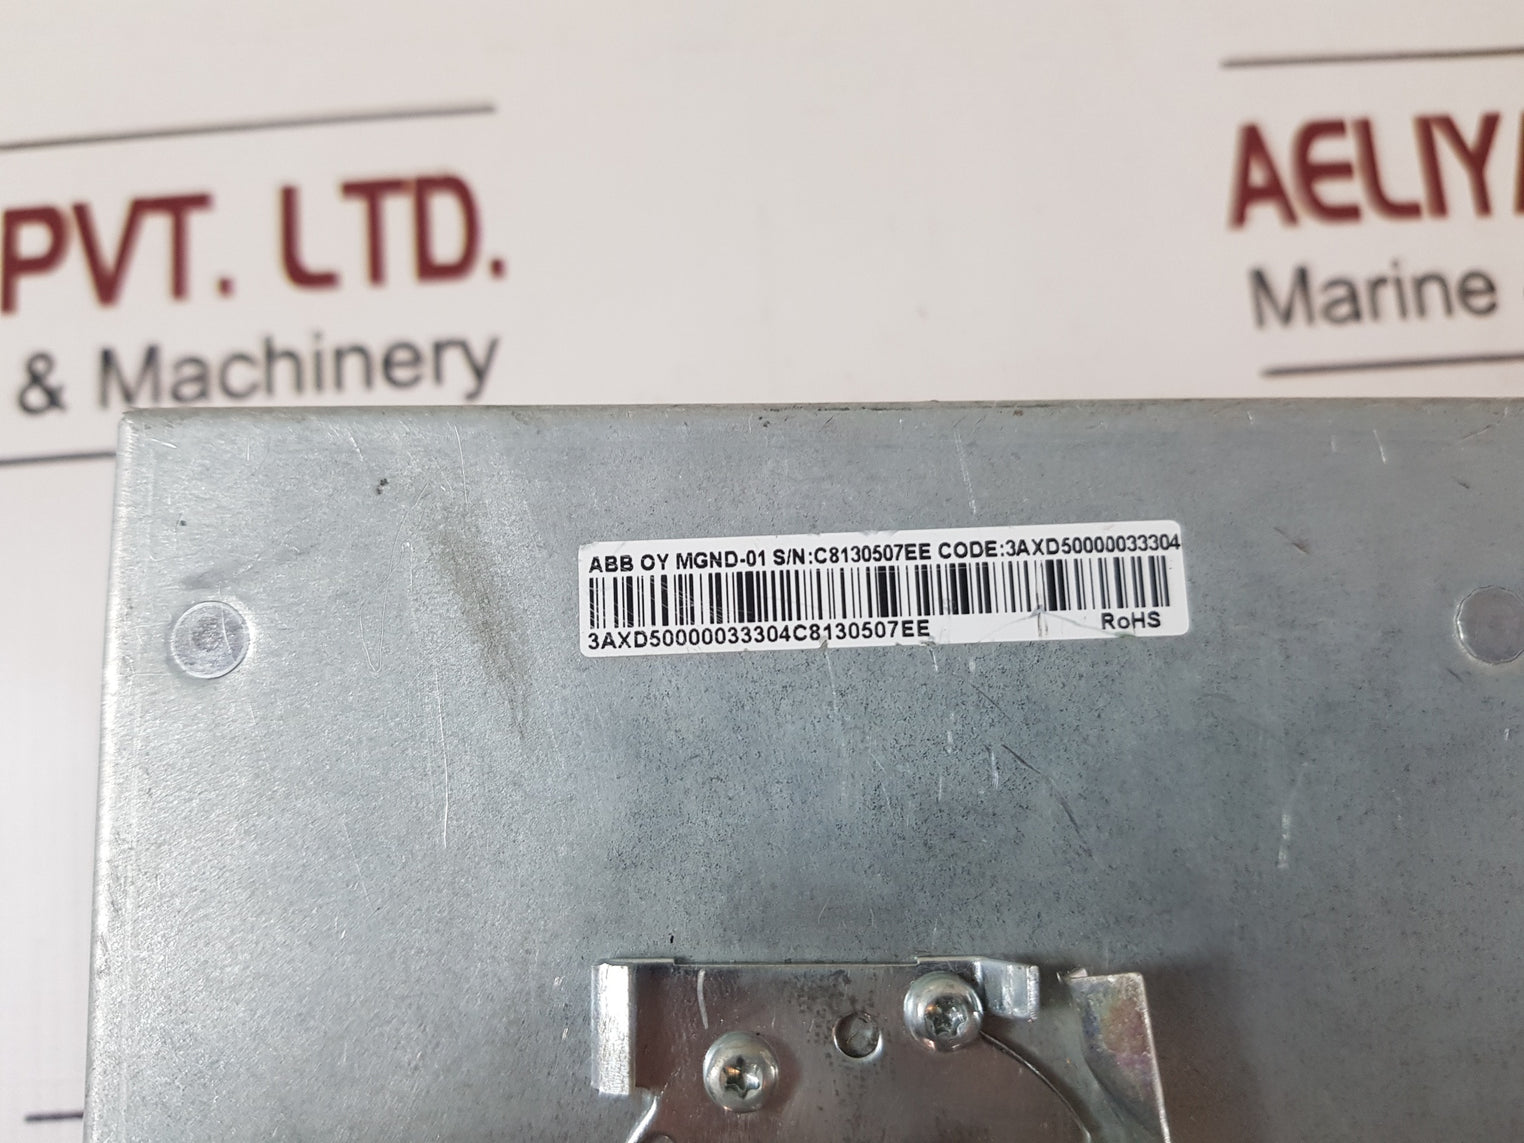 PVT. LTD.
& Machinery
AELIY
Marine
ABB OY MGND-01 S/N:C8130507EE CODE:3AXD50000033304
3AXD50000033304C8130507EE
RoHS